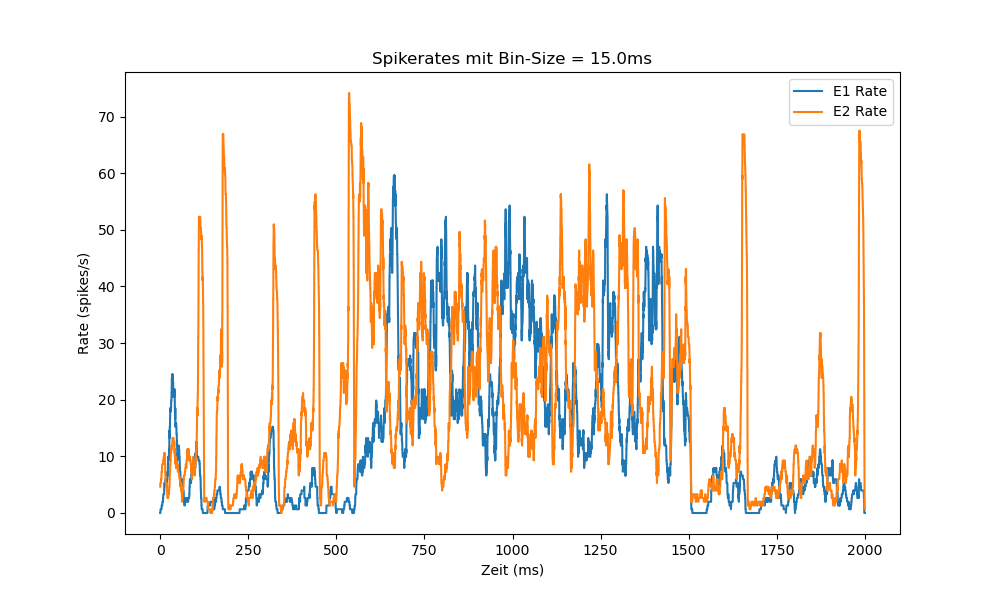 Spikerates mit Bin-Size = 15.0ms
E1 Rate
E2 Rate
70
60
50
40
30
20
10
0
Rate (spikes/s)
0 250 500 750 1000 1250 1500 1750 2000
Zeit (ms)